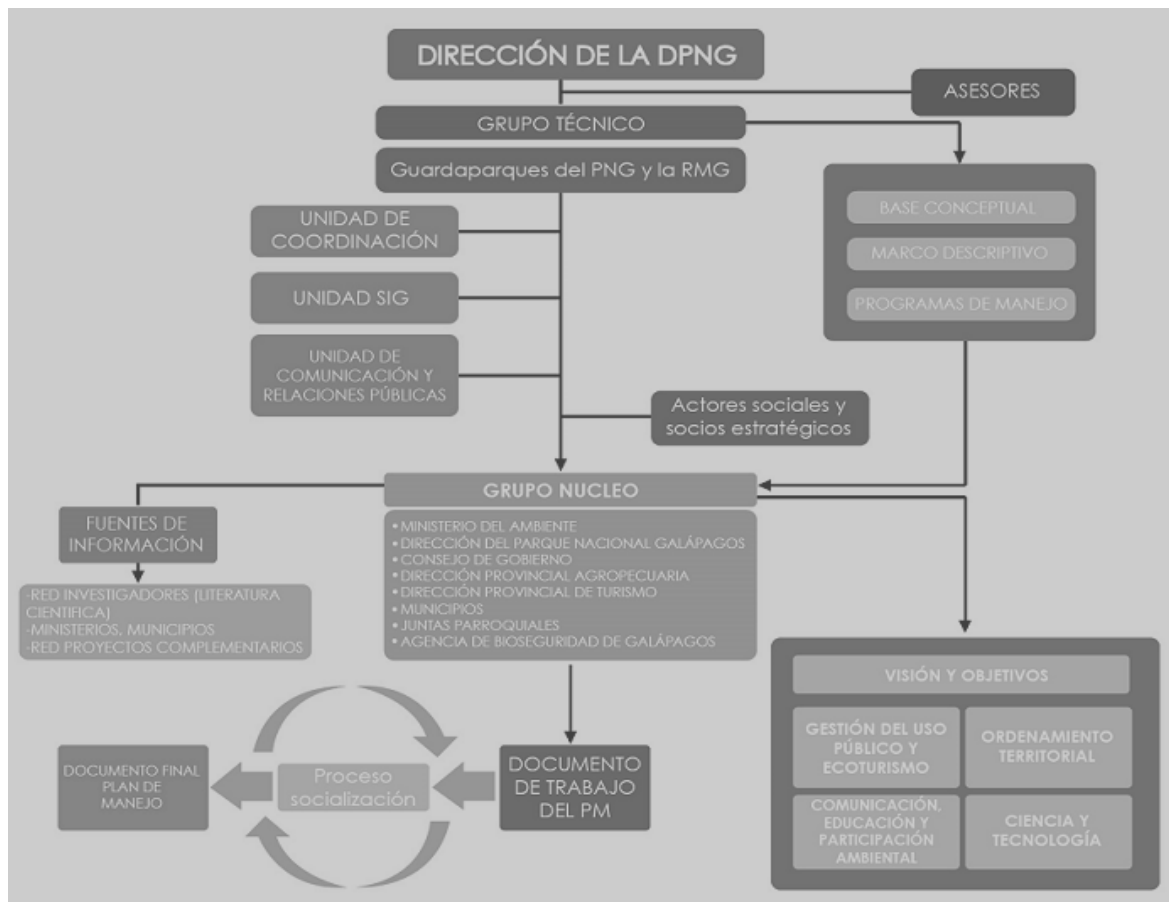 DIRECCIÓN DE LA DPNG
ASESORES
GRUPO TÉCNICO
Guardaparques del PNG y la RMG
BASE CONCEPTUAL
MARCO DESCRIPTIVO
PROGRAMAS DE MANEJO
UNIDAD DE
COORDINACIÓN
UNIDAD SIG
UNIDAD DE
COMUNICACIÓN Y
RELACIONES PÚBLICAS
Actores sociales y
socios estratégicos
GRUPO NUCLEO
• MINISTERIO DEL AMBIENTE
• DIRECCIÓN DEL PARQUE NACIONAL GALÁPAGOS
• CONSEJO DE GOBIERNO
• DIRECCIÓN PROVINCIAL AGROPECUARIA
• DIRECCIÓN PROVINCIAL DE TURISMO
• MUNICIPIOS
• JUNTAS PARROQUIALES
• AGENCIA DE BIOSEGURIDAD DE GALÁPAGOS
FUENTES DE
INFORMACIÓN
-RED INVESTIGADORES (LITERATURA
CIENTIFICA)
-MINISTERIOS, MUNICIPIOS
-RED PROYECTOS COMPLEMENTARIOS
VISIÓN Y OBJETIVOS
GESTIÓN DEL USO
PÚBLICO Y
ECOTURISMO
ORDENAMIENTO
TERRITORIAL
COMUNICACIÓN,
EDUCACIÓN Y
PARTICIPACIÓN
AMBIENTAL
CIENCIA Y
TECNOLOGÍA
DOCUMENTO
DE TRABAJO
DEL PM
Proceso
socialización
DOCUMENTO FINAL
PLAN DE
MANEJO